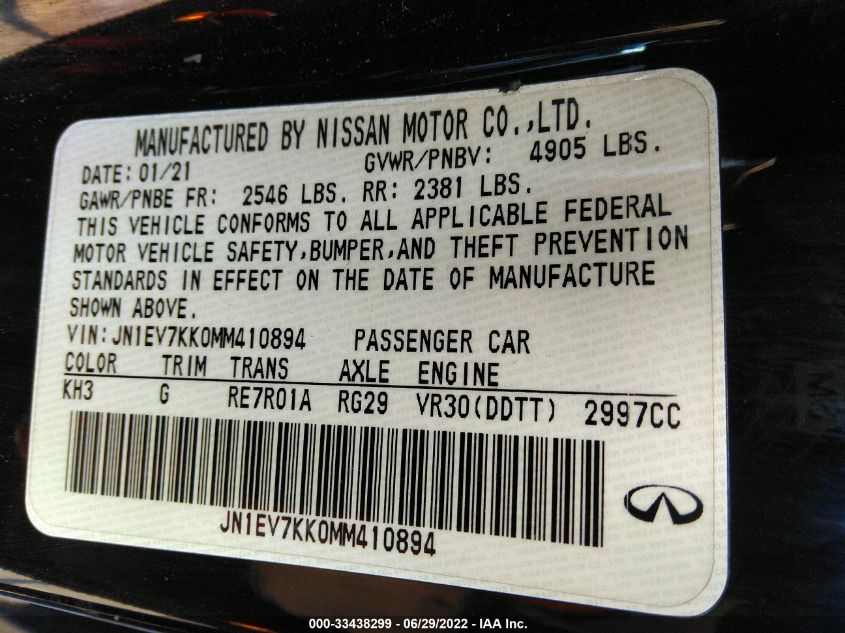 MANUFACTURED BY NISSAN MOTOR CO.,LTD.
DATE: 01/21 GVWR/PNBV: 4905 LBS.
GAWR/PNBE FR: 2546 LBS. RR: 2381 LBS.
THIS VEHICLE CONFORMS TO ALL APPLICABLE FEDERAL
MOTOR VEHICLE SAFETY,BUMPER,AND THEFT PREVENTION
STANDARDS IN EFFECT ON THE DATE OF MANUFACTURE
SHOWN ABOVE.
VIN:JN1EV7KK0MM410894 PASSENGER CAR
COLOR TRIM TRANS AXLE ENGINE
KH3 G RE7R01A RG29 VR30(DDTT) 2997CC
JN1EV7KK0MM410894
000-33438299 - 06/29/2022 - IAA Inc.